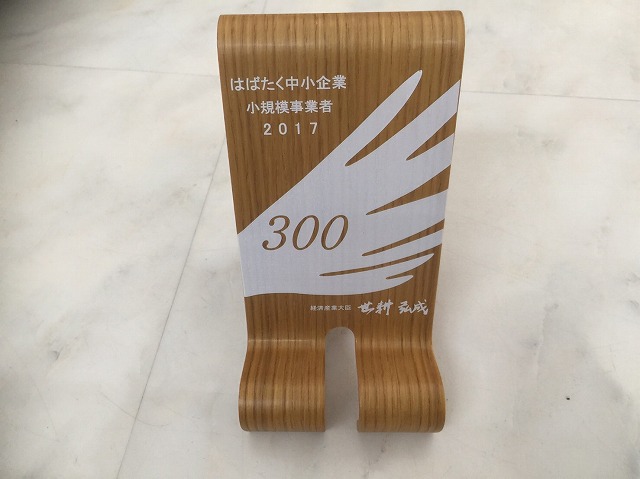 はばたく中小企業
小規模事業者
2017
300
経済産業大臣 世耕 弘成